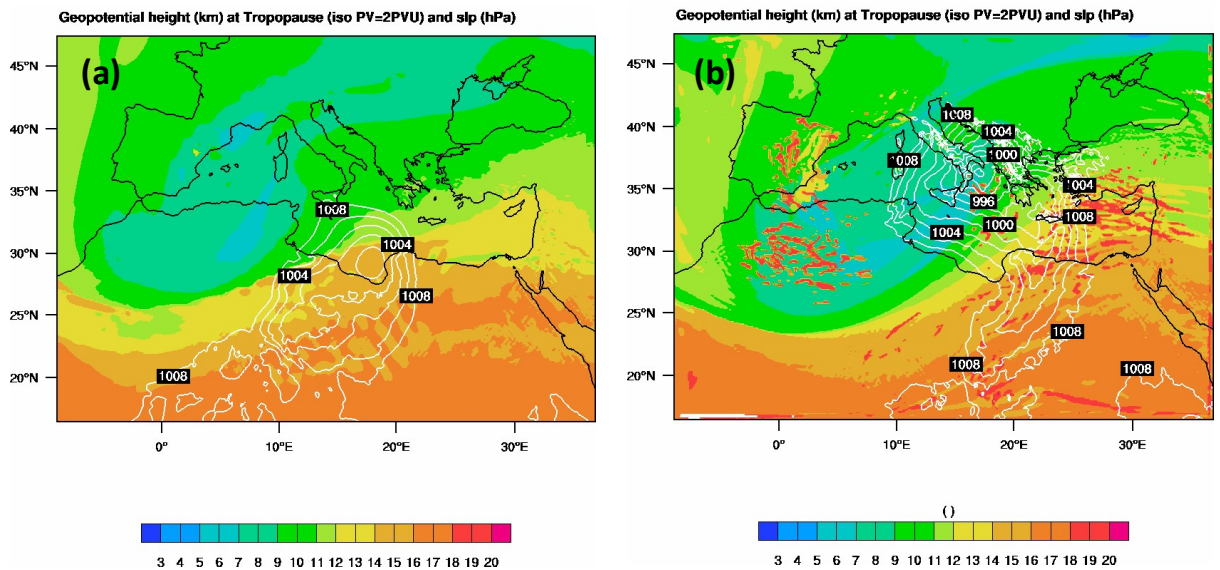 Geopotential height (km) at Tropopause (iso PV=2PVU) and slp (hPa)
(a)
45°N
40°N
35°N
30°N
25°N
20°N
1008
1004
1004
1008
1008
0°
10°E
20°E
30°E
3 4 5 6 7 8 9 10 11 12 13 14 15 16 17 18 19 20
Geopotential height (km) at Tropopause (iso PV=2PVU) and slp (hPa)
(b)
45°N
40°N
35°N
30°N
25°N
20°N
1008
1004
1008
1000
1004
996
1008
1000
1004
1008
1008
0°
10°E
20°E
30°E
( )
3 4 5 6 7 8 9 10 11 12 13 14 15 16 17 18 19 20